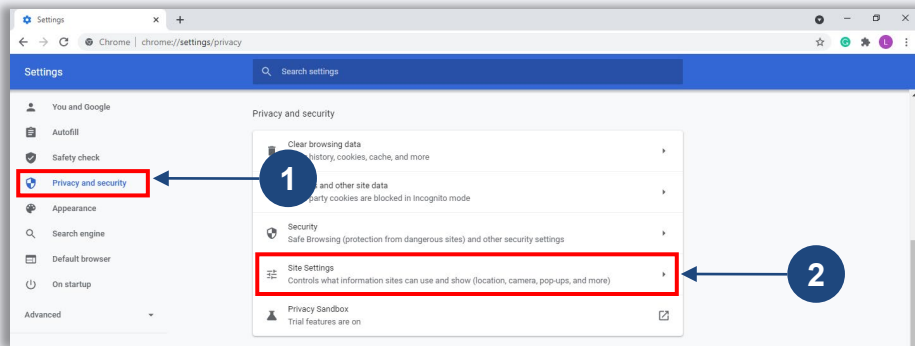 Settings
Chrome | chrome://settings/privacy
G
L
Settings
Search settings
You and Google
Autofill
Safety check
Privacy and security
Appearance
Search engine
Default browser
On startup
Advanced
Privacy and security
Clear browsing data
history, cookies, cache, and more
and other site data
party cookies are blocked in Incognito mode
Security
Safe Browsing (protection from dangerous sites) and other security settings
Site Settings
Controls what information sites can use and show (location, camera, pop-ups, and more)
Privacy Sandbox
Trial features are on
1
2